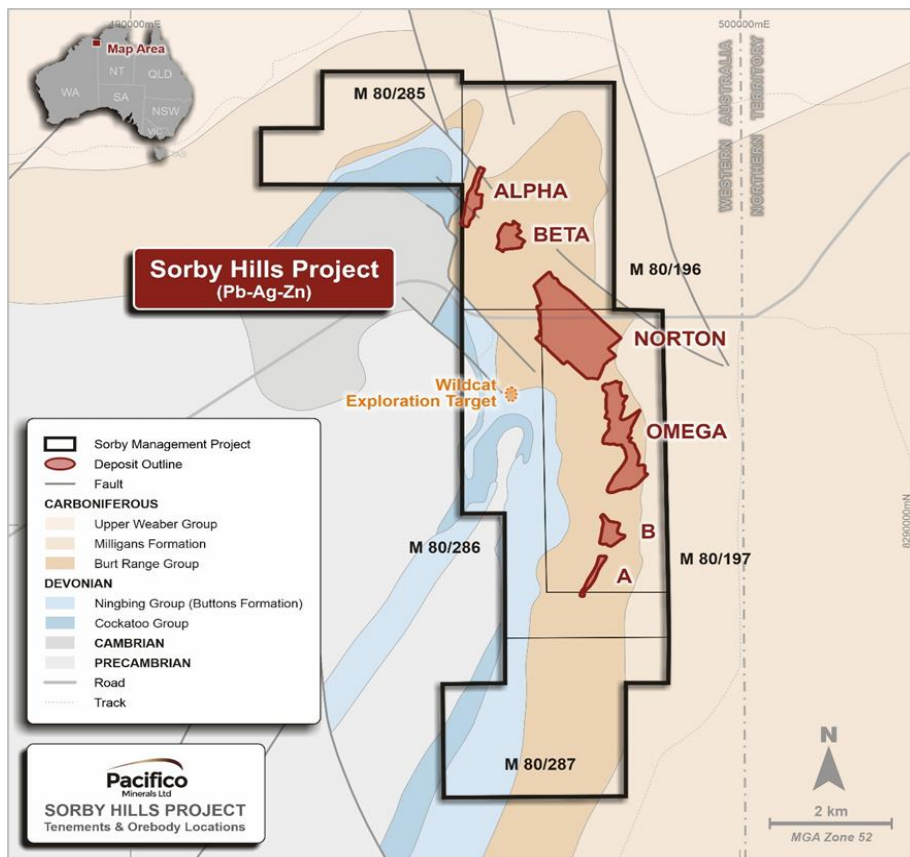 490000mE
500000mE
Map Area
NT
QLD
WA
SA
NSW
VIC
TAS
WESTERN AUSTRALIA
NORTHERN TERRITORY
M 80/285
ALPHA
BETA
Sorby Hills Project
(Pb-Ag-Zn)
M 80/196
NORTON
Wildcat
Exploration Target
OMEGA
8290000mN
B
M 80/286
M 80/197
A
Sorby Management Project
Deposit Outline
Fault
CARBONIFEROUS
Upper Weaber Group
Milligans Formation
Burt Range Group
DEVONIAN
Ningbing Group (Buttons Formation)
Cockatoo Group
CAMBRIAN
PRECAMBRIAN
Road
Track
M 80/287
Pacifico
Minerals Ltd
SORBY HILLS PROJECT
Tenements & Orebody Locations
N
2 km
MGA Zone 52